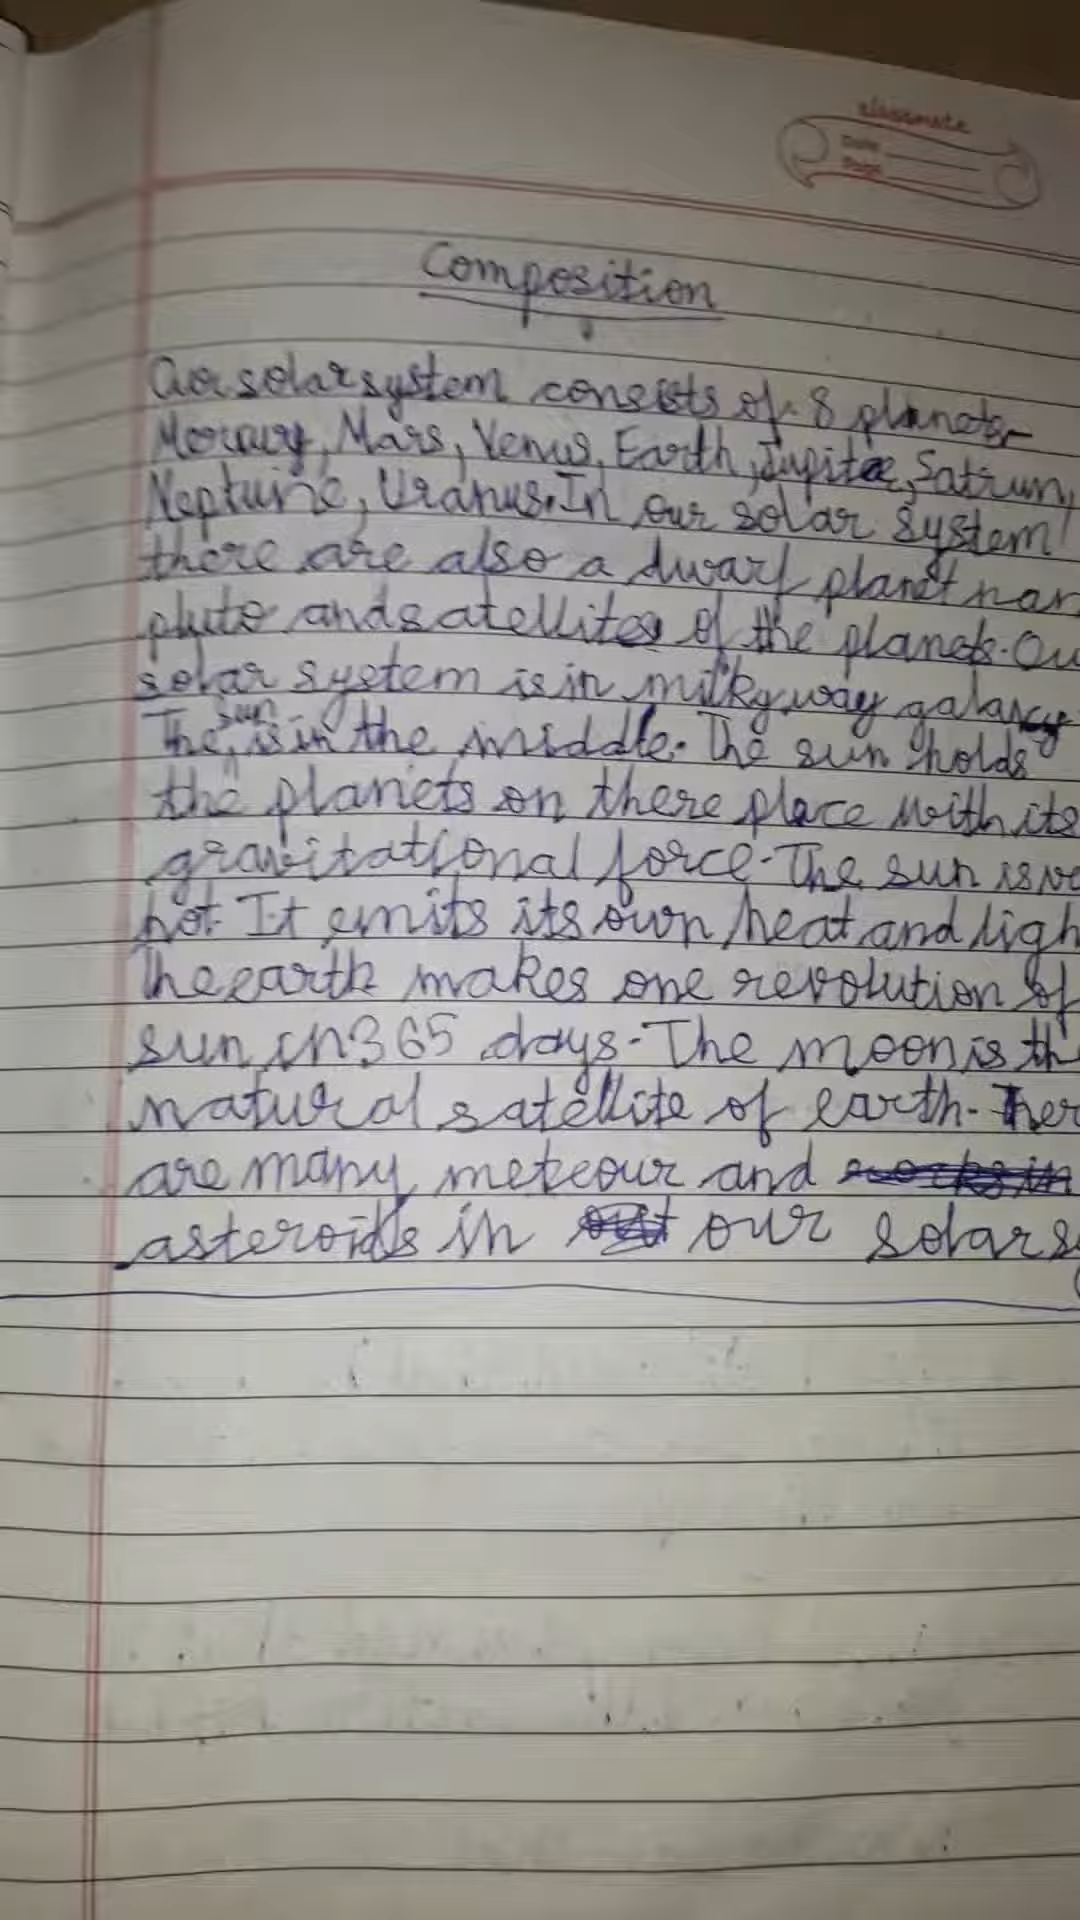 classmate
Date
Page
Composition
Our solar system consists of 8 planets-
Mercury, Mars, Venus, Earth, Jupiter, Satrun,
Neptune, Uranus. In our solar system
there are also a dwarf planet nam
pluto and satellites of the planets. Ou
solar system is in milkyway galaxy
The sun is in the middle. The sun holds
the planets on there place with its
gravitational force. The sun is ve
hot. It emits its own heat and ligh
The earth makes one revolution of
sun in 365 days. The moon is th
natural satellite of earth. Ther
are many meteour and
asteroids in our solar s